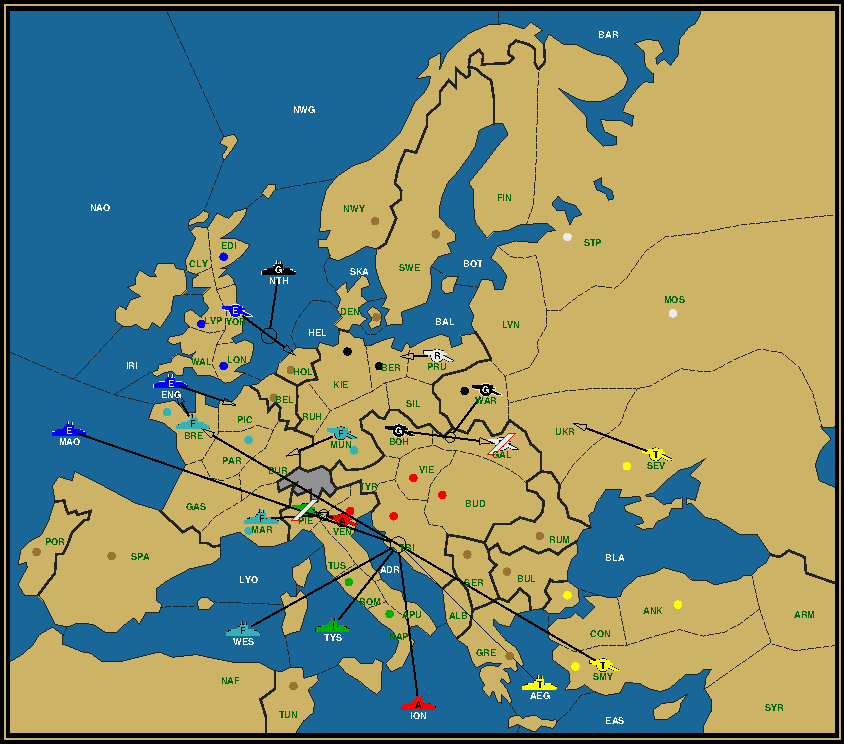 BAR
NWG
NAO
FIN
NWY
EDI
STP
CLY
SKA
BOT
SWE
G
NTH
MOS
DEN
E
LVP
YOR
BAL
LVN
HEL
R
IRI
WAL
LON
HOL
BER
PRU
KIE
E
ENG
BEL
G
WAR
SIL
RUH
PIC
F
BRE
E
MAO
F
MUN
G
BOH
UKR
GAL
T
SEV
PAR
BUR
VIE
TYR
BUD
GAS
PIE
F
MAR
A
VEN
POR
SPA
RUM
TRI
BLA
TUS
ADR
LYO
SER
BUL
ROM
ANK
APU
ALB
ARM
F
WES
TYS
NAP
CON
GRE
T
SMY
NAF
T
AEG
A
ION
TUN
SYR
EAS